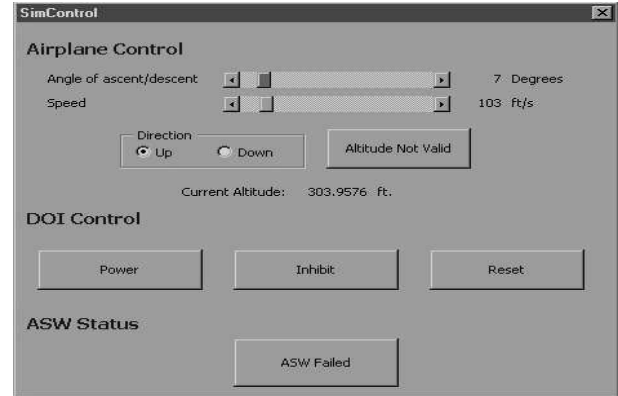 SimControl
Airplane Control
Angle of ascent/descent 7 Degrees
Speed 103 ft/s
Direction
Up Down Altitude Not Valid
Current Altitude: 303.9576 ft.
DOI Control
Power Inhibit Reset
ASW Status
ASW Failed